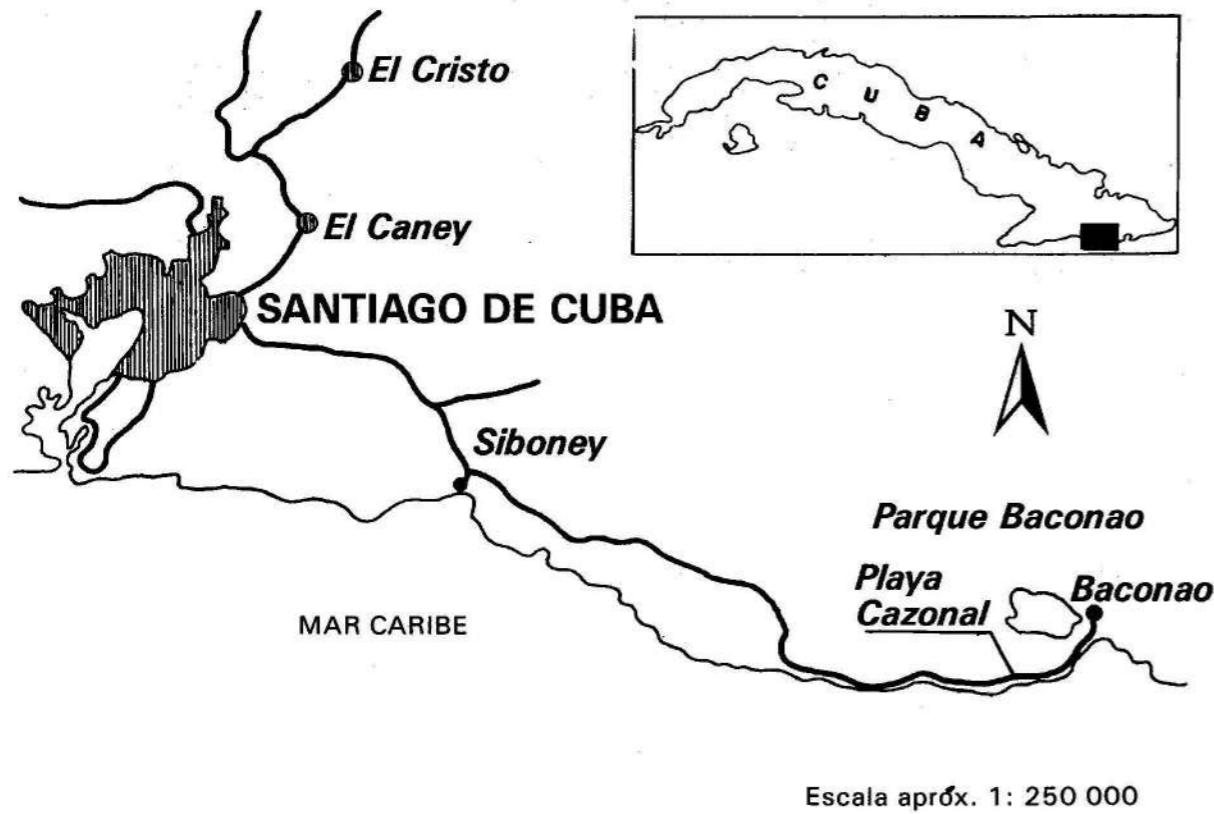 El Cristo
C U B A
El Caney
SANTIAGO DE CUBA
N
Siboney
Parque Baconao
Playa
Cazonal
Baconao
MAR CARIBE
Escala apróx. 1: 250 000